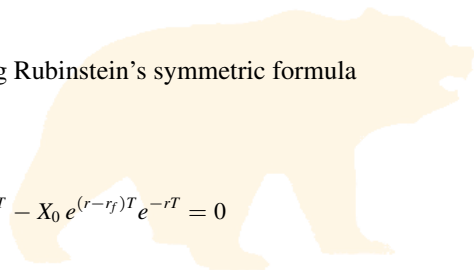 Rubinstein's symmetric formula
− X₀ e^{(r−r_f)T} e^{−rT} = 0